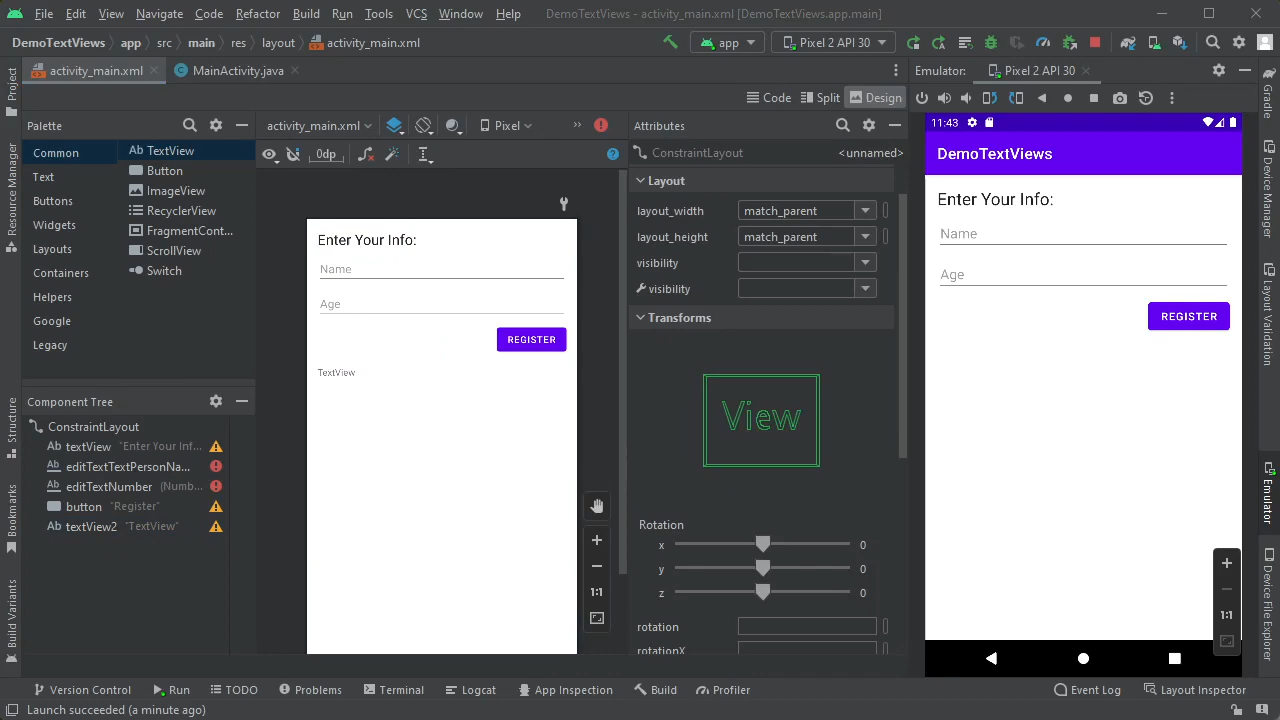 File Edit View Navigate Code Refactor Build Run Tools VCS Window Help DemoTextViews - activity_main.xml [DemoTextViews.app.main]
DemoTextViews app src main res layout activity_main.xml app Pixel 2 API 30
activity_main.xml MainActivity.java Emulator: Pixel 2 API 30
Code Split Design
Palette activity_main.xml Pixel Attributes
0dp ConstraintLayout <unnamed>
Common
Text
Buttons
Widgets
Layouts
Containers
Helpers
Google
Legacy
Ab TextView
Button
ImageView
RecyclerView
FragmentCont...
ScrollView
Switch
Component Tree
ConstraintLayout
Ab textView "Enter Your Inf...
Ab editTextTextPersonNa...
Ab editTextNumber (Numb...
button "Register"
Ab textView2 "TextView"
Enter Your Info:
Name
Age
REGISTER
TextView
1:1
Layout
layout_width match_parent
layout_height match_parent
visibility
visibility
Transforms
View
Rotation
x 0
y 0
z 0
rotation
rotationX
11:43
DemoTextViews
Enter Your Info:
Name
Age
REGISTER
1:1
Project
Resource Manager
Structure
Bookmarks
Build Variants
Gradle
Device Manager
Layout Validation
Emulator
Device File Explorer
Version Control Run TODO Problems Terminal Logcat App Inspection Build Profiler Event Log Layout Inspector
Launch succeeded (a minute ago)